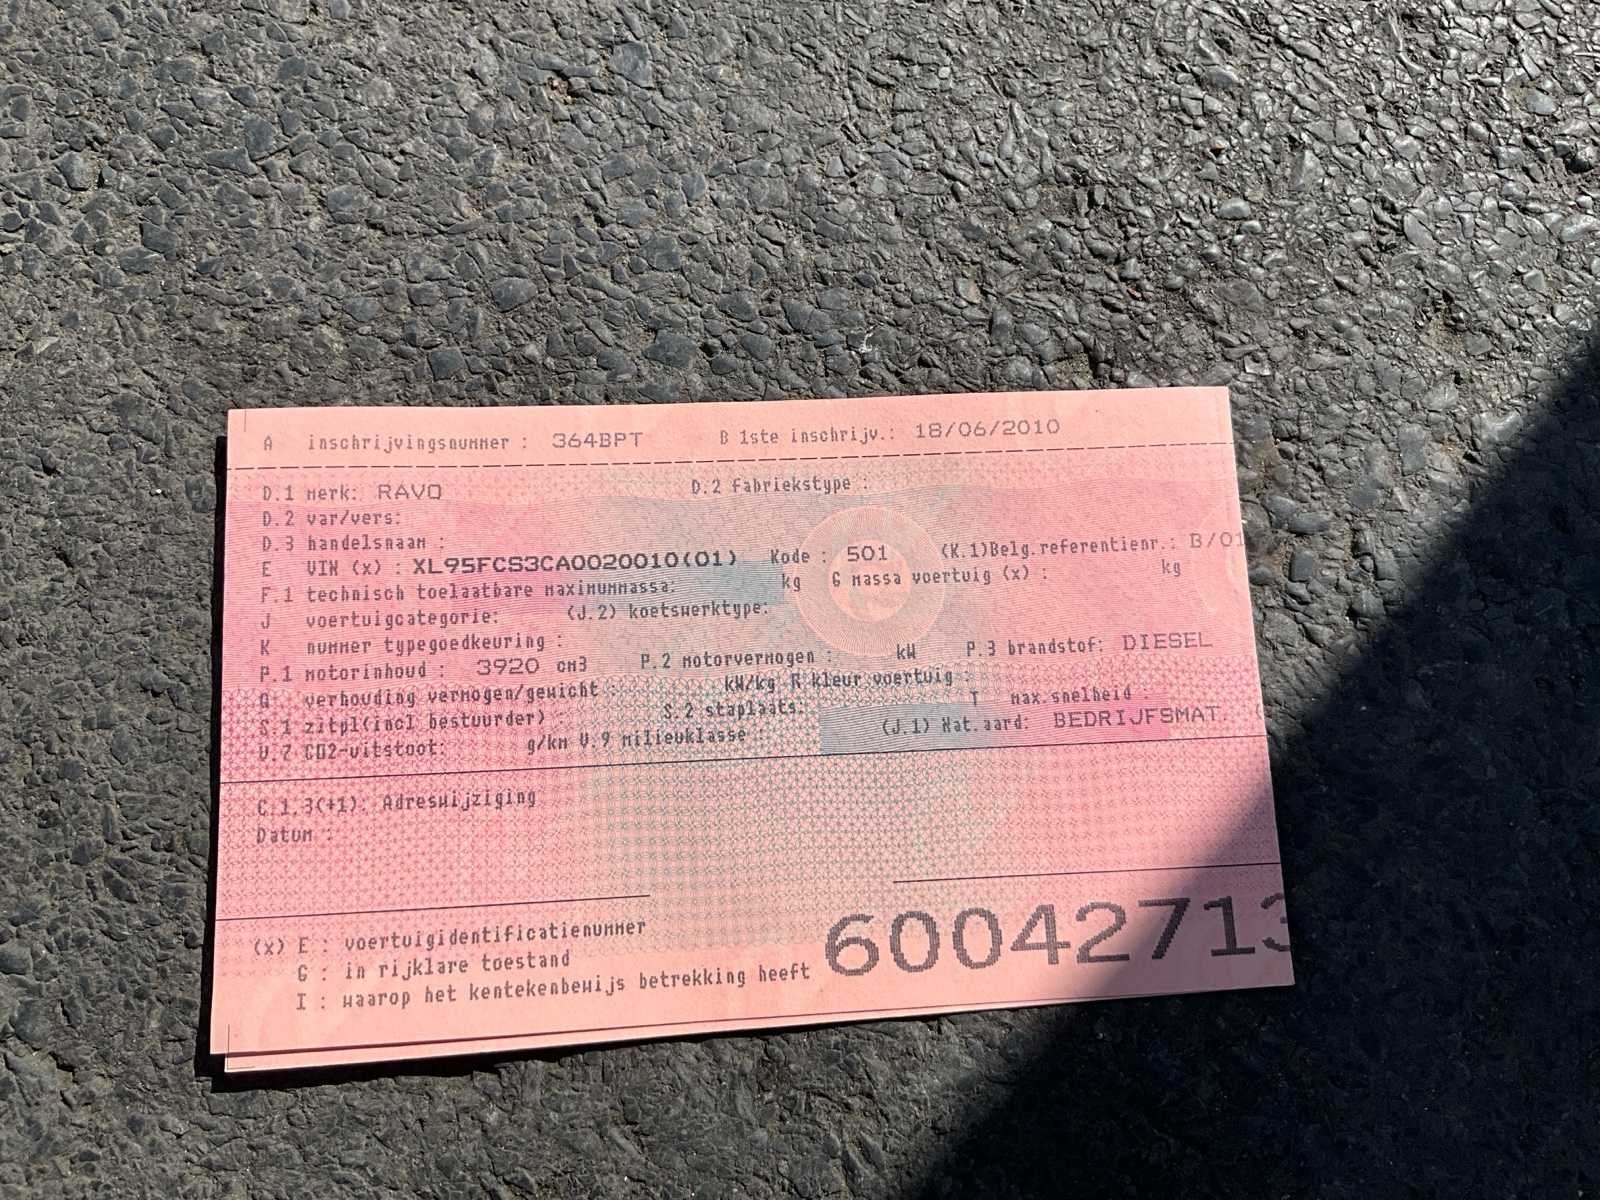 A inschrijvingsnummer : 364BPT B 1ste inschrijv.: 18/06/2010
D.1 merk: RAVO D.2 fabriekstype :
D.2 var/vers:
D.3 handelsnaam :
E VIN (x) : XL95FCS3CA0020010(01) Kode : 501 (K.1)Belg.referentienr.: B/01
F.1 technisch toelaatbare maximummassa: kg G massa voertuig (x) : kg
J voertuigcategorie: (J.2) koetswerktype:
K nummer typegoedkeuring :
P.1 motorinhoud : 3920 cm3 P.2 motorvermogen : kW P.3 brandstof: DIESEL
Q verhouding vermogen/gewicht : kW/kg R kleur voertuig :
S.1 zitpl(incl bestuurder) : S.2 staplaats: T max.snelheid :
V.7 CO2-uitstoot: g/km V.9 milieuklasse : (J.1) Nat.aard: BEDRIJFSMAT. (
C.1.3(+1): Adreswijziging
Datum :
(x) E : voertuigidentificatienummer
G : in rijklare toestand
I : waarop het kentekenbewijs betrekking heeft
60042713